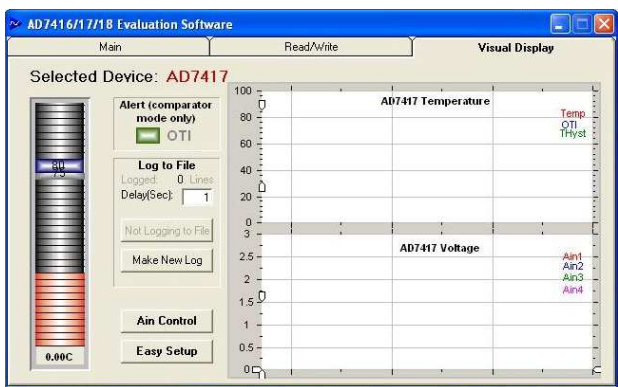 AD7416/17/18 Evaluation Software
Main Read/Write Visual Display
Selected Device: AD7417
Alert (comparator
mode only)
OTI
Log to File
Logged: 0 Lines
Delay(Sec): 1
Not Logging to File
Make New Log
Ain Control
Easy Setup
80
75
0.00C
AD7417 Temperature
100
80
60
40
20
0
Temp
OTI
THyst
AD7417 Voltage
3
2.5
2
1.5
1
0.5
0
Ain1
Ain2
Ain3
Ain4